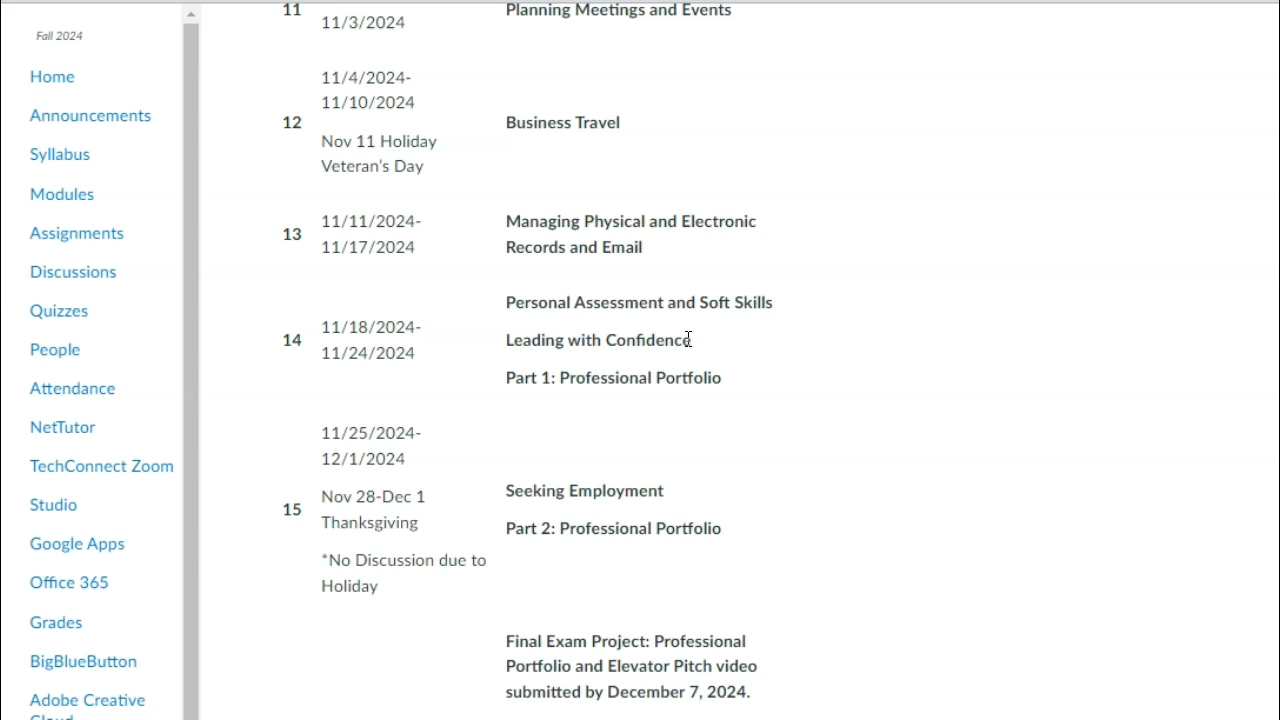 Fall 2024
Home
Announcements
Syllabus
Modules
Assignments
Discussions
Quizzes
People
Attendance
NetTutor
TechConnect Zoom
Studio
Google Apps
Office 365
Grades
BigBlueButton
Adobe Creative
Cloud
11
11/3/2024
Planning Meetings and Events
12
11/4/2024-
11/10/2024
Nov 11 Holiday
Veteran's Day
Business Travel
13
11/11/2024-
11/17/2024
Managing Physical and Electronic
Records and Email
14
11/18/2024-
11/24/2024
Personal Assessment and Soft Skills
Leading with Confidence
Part 1: Professional Portfolio
15
11/25/2024-
12/1/2024
Nov 28-Dec 1
Thanksgiving
*No Discussion due to
Holiday
Seeking Employment
Part 2: Professional Portfolio
Final Exam Project: Professional
Portfolio and Elevator Pitch video
submitted by December 7, 2024.